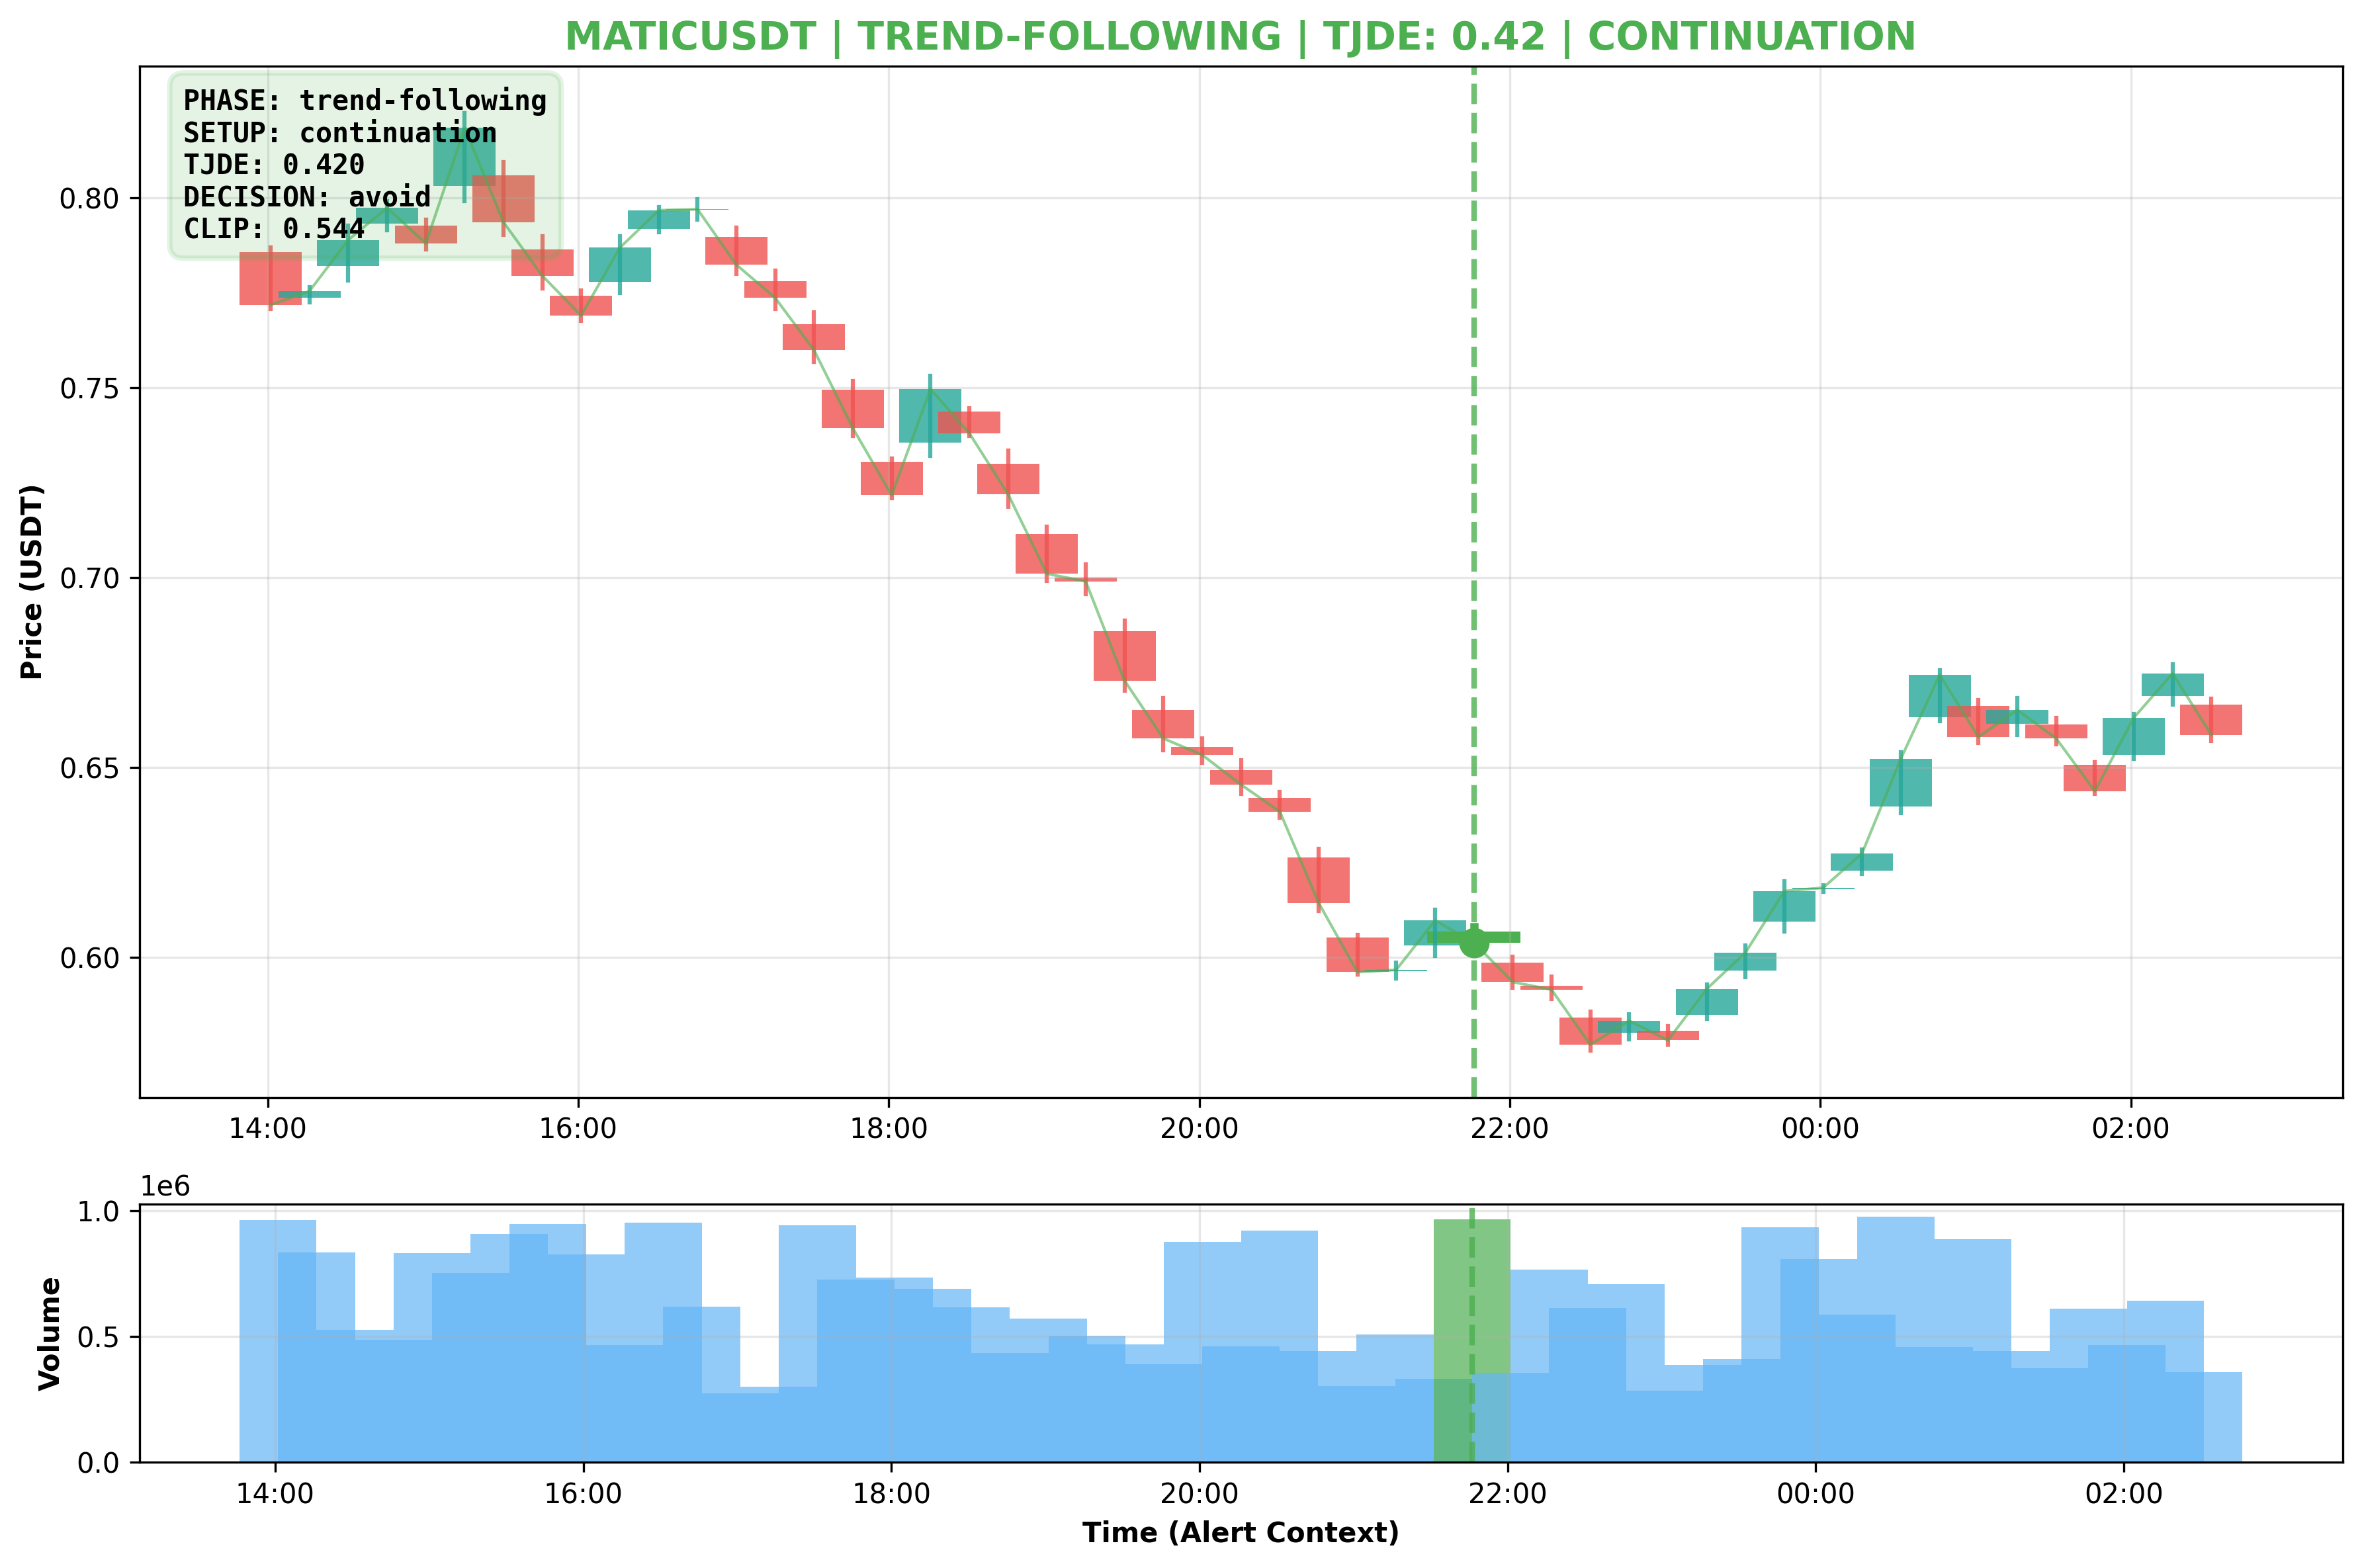 MATICUSDT | TREND-FOLLOWING | TJDE: 0.42 | CONTINUATION
PHASE: trend-following
SETUP: continuation
TJDE: 0.420
DECISION: avoid
CLIP: 0.544
Price (USDT)
0.80
0.75
0.70
0.65
0.60
14:00 16:00 18:00 20:00 22:00 00:00 02:00
1e6
Volume
1.0
0.5
0.0
14:00 16:00 18:00 20:00 22:00 00:00 02:00
Time (Alert Context)